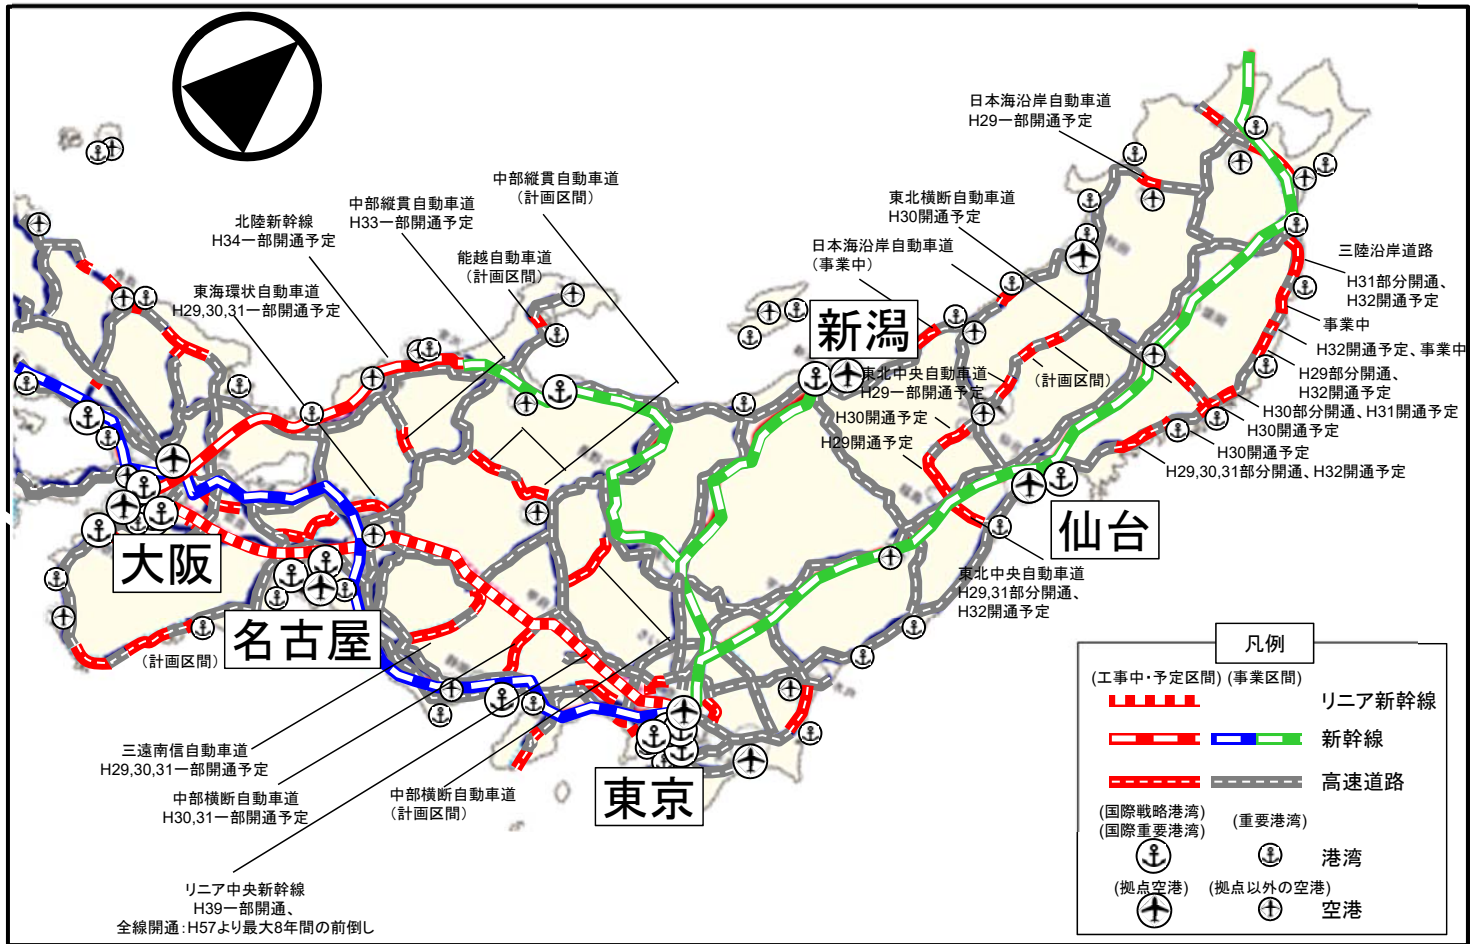 日本海沿岸自動車道
H29一部開通予定
中部縦貫自動車道
(計画区間)
中部縦貫自動車道
H33一部開通予定
北陸新幹線
H34一部開通予定
能越自動車道
(計画区間)
東海環状自動車道
H29,30,31一部開通予定
東北横断自動車道
H30開通予定
日本海沿岸自動車道
(事業中)
三陸沿岸道路
H31部分開通、
H32開通予定
事業中
H32開通予定、事業中
H29部分開通、
H32開通予定
H30部分開通、H31開通予定
H30開通予定
H30開通予定
H29,30,31部分開通、H32開通予定
新潟
東北中央自動車道
H29一部開通予定
(計画区間)
H30開通予定
H29開通予定
仙台
東北中央自動車道
H29,31部分開通、
H32開通予定
大阪
名古屋
(計画区間)
東京
三遠南信自動車道
H29,30,31一部開通予定
中部横断自動車道
H30,31一部開通予定
中部横断自動車道
(計画区間)
リニア中央新幹線
H39一部開通、
全線開通:H57より最大8年間の前倒し
凡例
(工事中・予定区間) (事業区間)
リニア新幹線
新幹線
高速道路
(国際戦略港湾)
(国際重要港湾)
(重要港湾)
港湾
(拠点空港) (拠点以外の空港)
空港